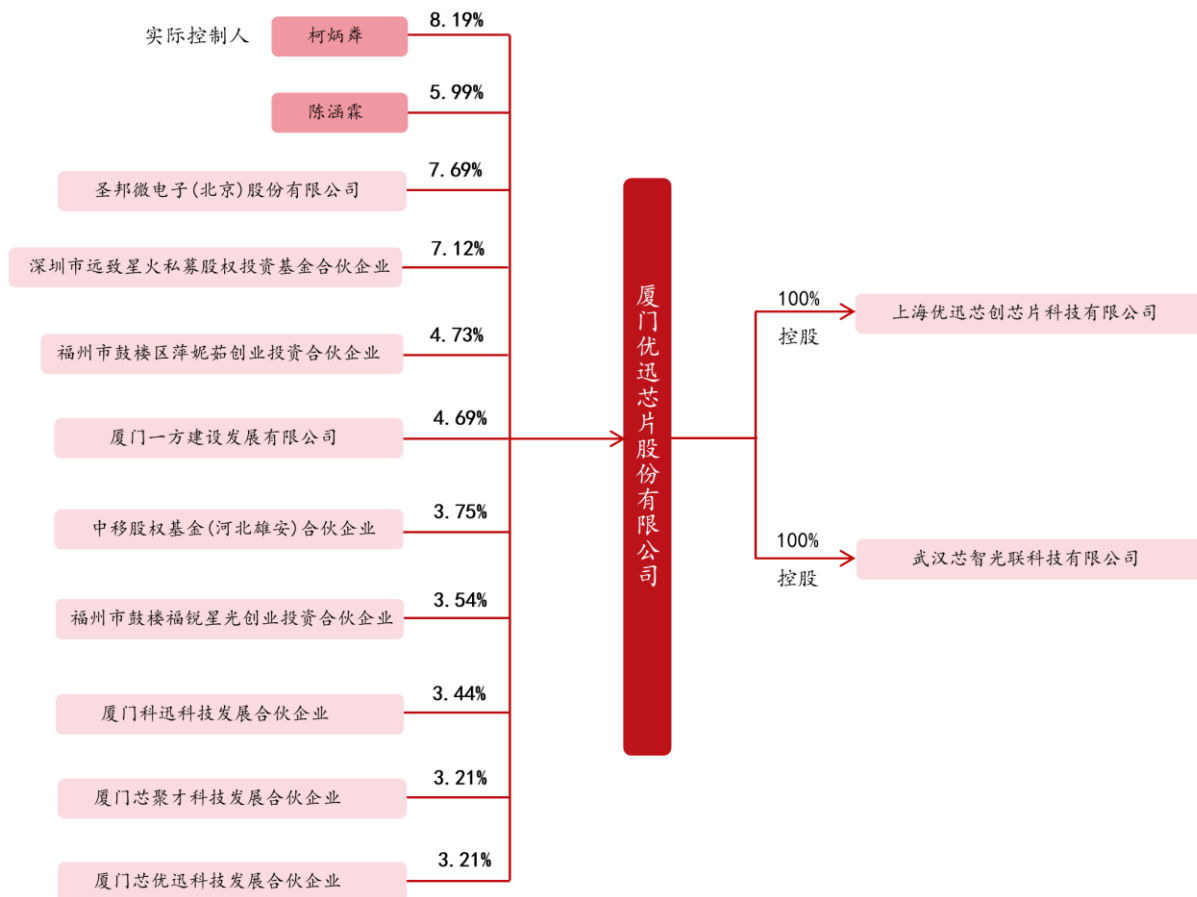 实际控制人
柯炳粦
8.19%
陈涵霖
5.99%
圣邦微电子(北京)股份有限公司
7.69%
深圳市远致星火私募股权投资基金合伙企业
7.12%
福州市鼓楼区萍妮茹创业投资合伙企业
4.73%
厦门一方建设发展有限公司
4.69%
中移股权基金(河北雄安)合伙企业
3.75%
福州市鼓楼福锐星光创业投资合伙企业
3.54%
厦门科迅科技发展合伙企业
3.44%
厦门芯聚才科技发展合伙企业
3.21%
厦门芯优迅科技发展合伙企业
3.21%
厦门优迅芯片股份有限公司
100%
控股
上海优迅芯创芯片科技有限公司
100%
控股
武汉芯智光联科技有限公司